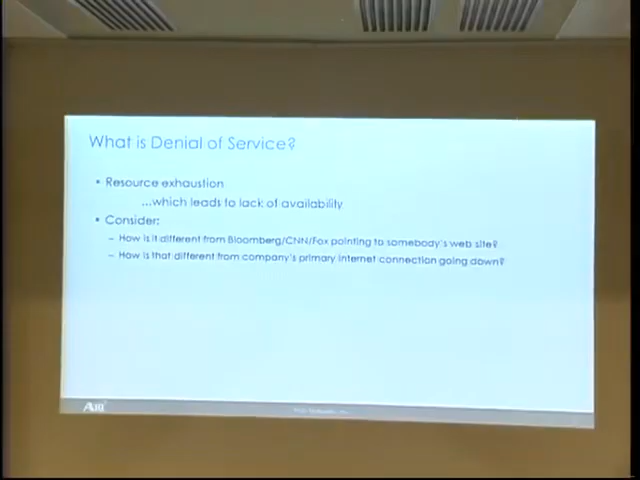 What is Denial of Service?
• Resource exhaustion
...which leads to lack of availability
• Consider:
– How is it different from Bloomberg/CNN/Fox pointing to somebody's web site?
– How is that different from company's primary internet connection going down?